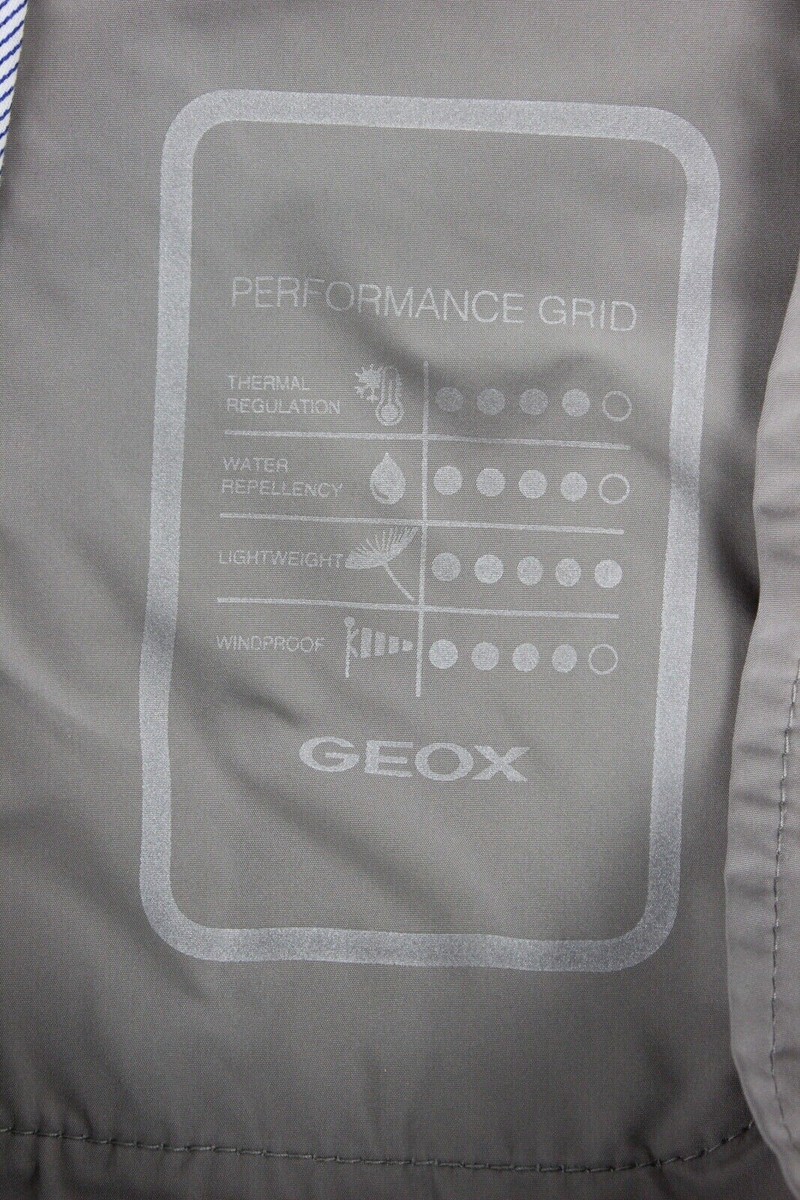 PERFORMANCE GRID
THERMAL
REGULATION
WATER
REPELLENCY
LIGHTWEIGHT
WINDPROOF
GEOX